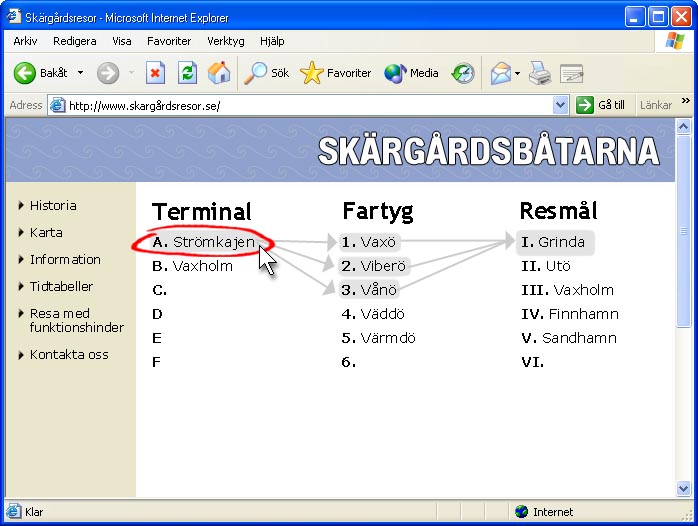 Skärgårdsresor - Microsoft Internet Explorer
Arkiv Redigera Visa Favoriter Verktyg Hjälp
Bakåt Sök Favoriter Media
Adress http://www.skargårdsresor.se/ Gå till Länkar »
SKÄRGÅRDSBÅTARNA
Historia
Karta
Information
Tidtabeller
Resa med
funktionshinder
Kontakta oss
Terminal
A. Strömkajen
B. Vaxholm
C.
D
E
F
Fartyg
1. Vaxö
2. Viberö
3. Vånö
4. Väddö
5. Värmdö
6.
Resmål
I. Grinda
II. Utö
III. Vaxholm
IV. Finnhamn
V. Sandhamn
VI.
Klar Internet